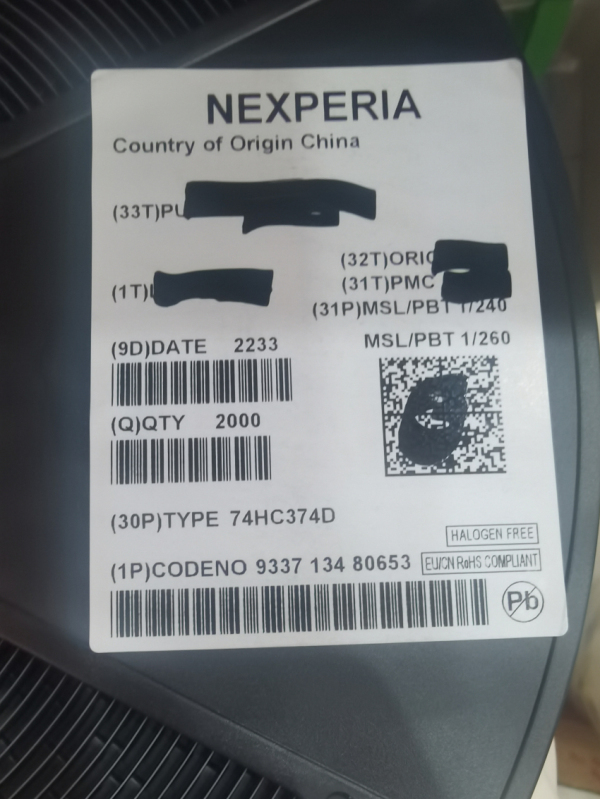 NEXPERIA
Country of Origin China
(33T)PU
(32T)ORIG
(1T)
(31T)PMC
(31P)MSL/PBT 1/240
(9D)DATE 2233
MSL/PBT 1/260
(Q)QTY 2000
(30P)TYPE 74HC374D
HALOGEN FREE
(1P)CODENO 9337 134 80653
EU/CN RoHS COMPLIANT
Pb